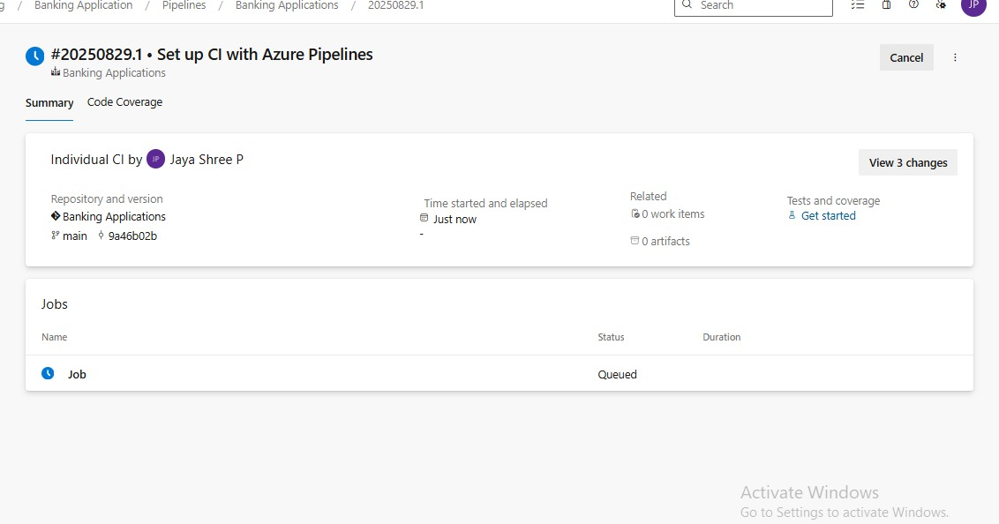 g / Banking Application / Pipelines / Banking Applications / 20250829.1
Search
JP
#20250829.1 • Set up CI with Azure Pipelines
Banking Applications
Cancel
Summary Code Coverage
Individual CI by JP Jaya Shree P
View 3 changes
Repository and version
Banking Applications
main 9a46b02b
Time started and elapsed
Just now
-
Related
0 work items
0 artifacts
Tests and coverage
Get started
Jobs
Name Status Duration
Job Queued
Activate Windows
Go to Settings to activate Windows.